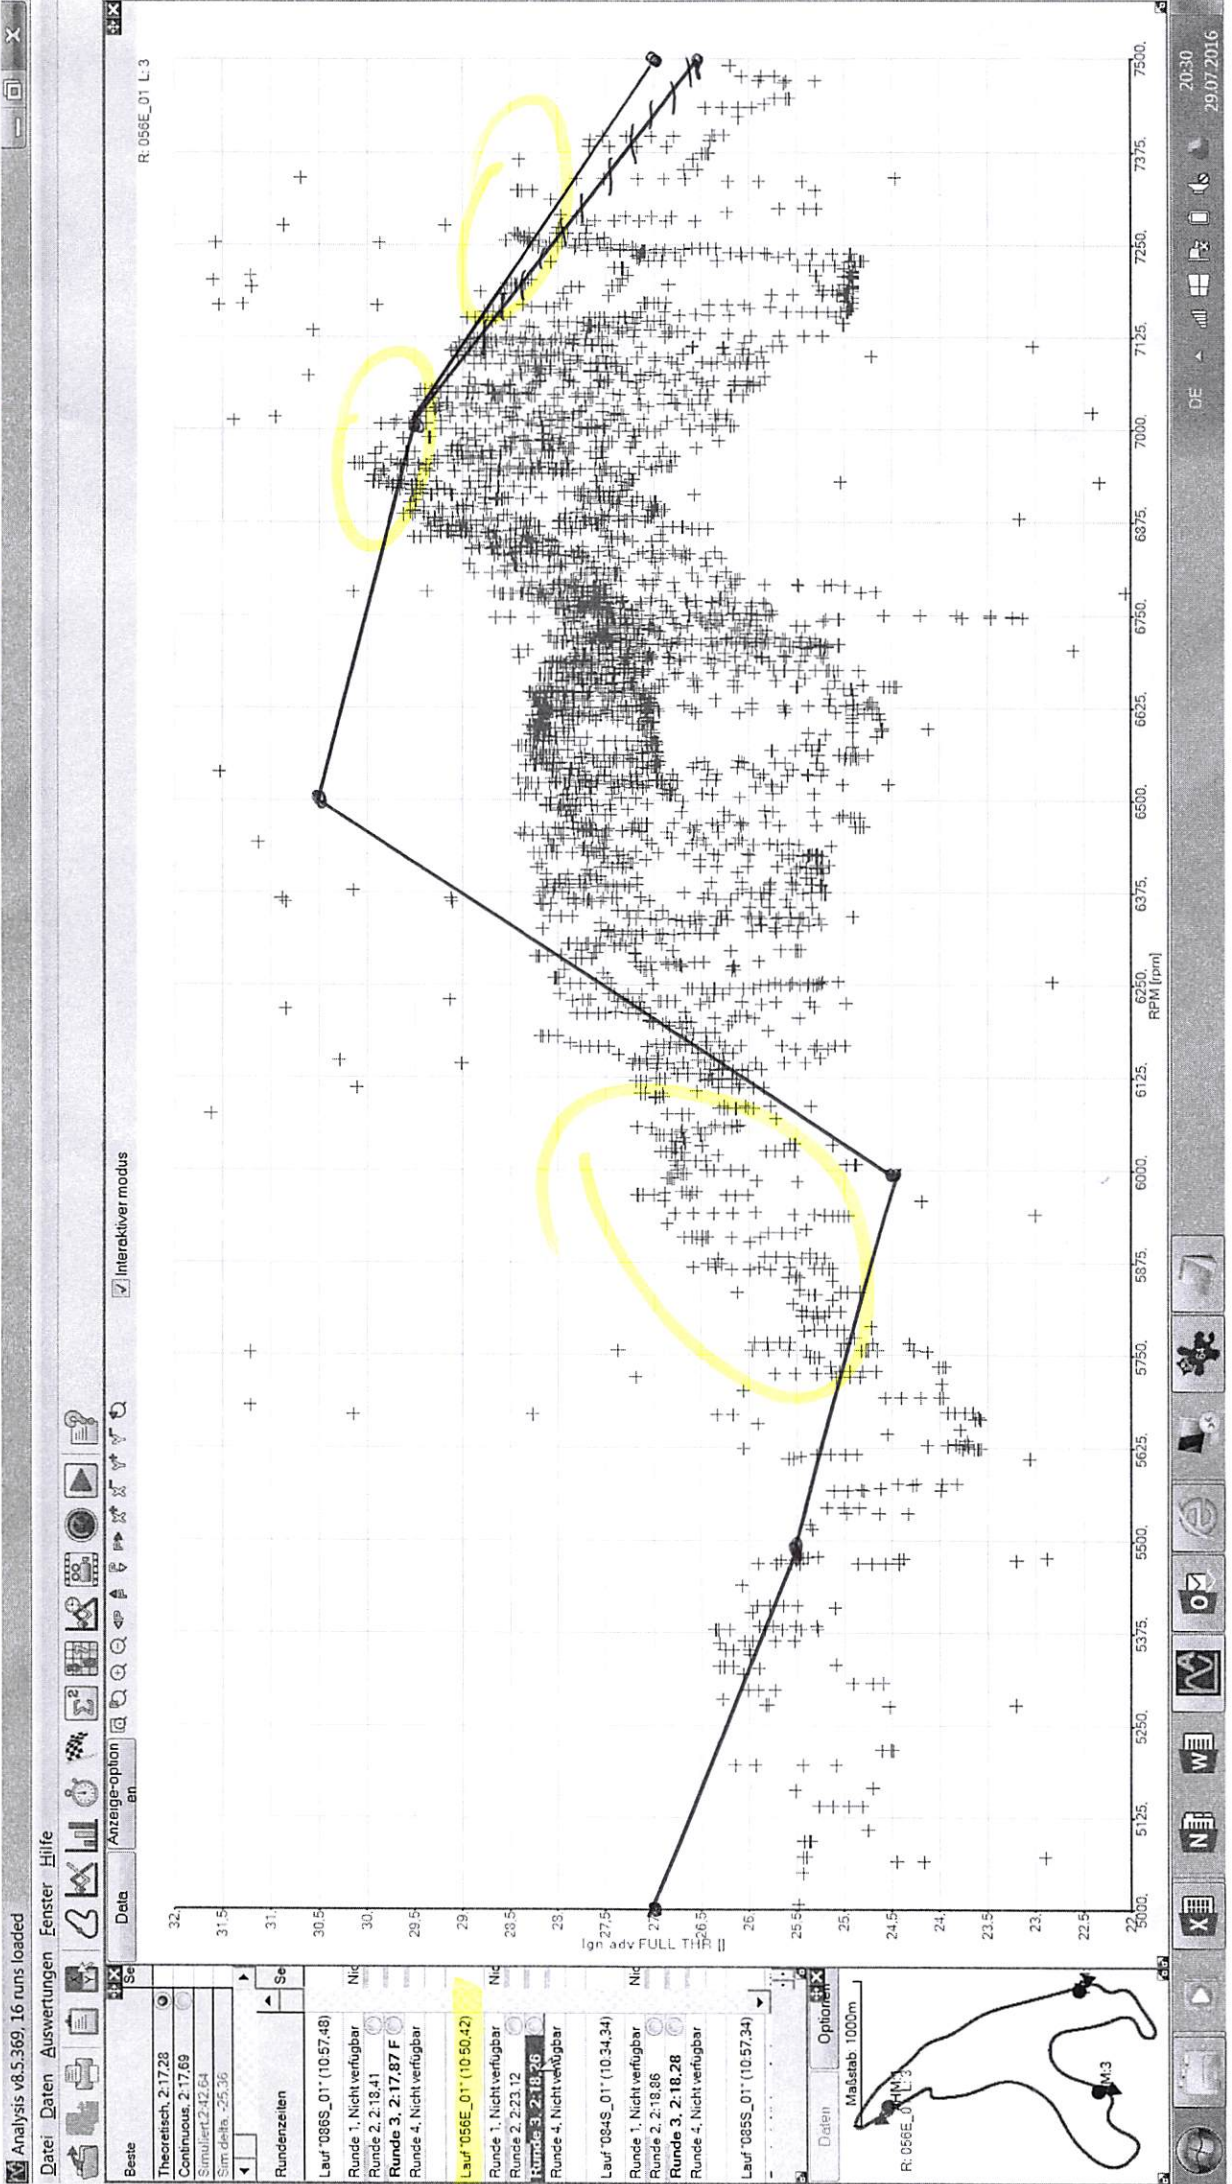 Analysis v8.5.369, 16 runs loaded
Datei Daten Auswertungen Fenster Hilfe
Data
Anzeige-option
en
Interaktiver modus
Se
Beste
Theoretisch, 2:17,28
Continuous, 2:17,69
Simuliert,2:42,64
Sim.delta, -25,36
Rundenzeiten
Se
Lauf "086S_01" (10:57,48)
Runde 1, Nicht verfügbar
Nic
Runde 2, 2:18,41
Runde 3, 2:17,87 F
Runde 4, Nicht verfügbar
Lauf "056E_01" (10:50,42)
Runde 1, Nicht verfügbar
Nic
Runde 2, 2:23,12
Runde 3, 2:18,26
Runde 4, Nicht verfügbar
Lauf "084S_01" (10:34,34)
Runde 1, Nicht verfügbar
Nic
Runde 2, 2:18,86
Runde 3, 2:18,28
Runde 4, Nicht verfügbar
Lauf "085S_01" (10:57,34)
Daten
Optionen
Maßstab: 1000m
R: 056E_01 L:3
M:3
R: 056E_01 L:3
32.
31.5
31.
30.5
30.
29.5
29.
28.5
28.
27.5
27.
26.5
26.
25.5
25.
24.5
24.
23.5
23.
22.5
22.
Ign adv FULL THR []
5000.
5125.
5250.
5375.
5500.
5625.
5750.
5875.
6000.
6125.
6250.
6375.
6500.
6625.
6750.
6875.
7000.
7125.
7250.
7375.
7500.
RPM [rpm]
DE
20:30
29.07.2016